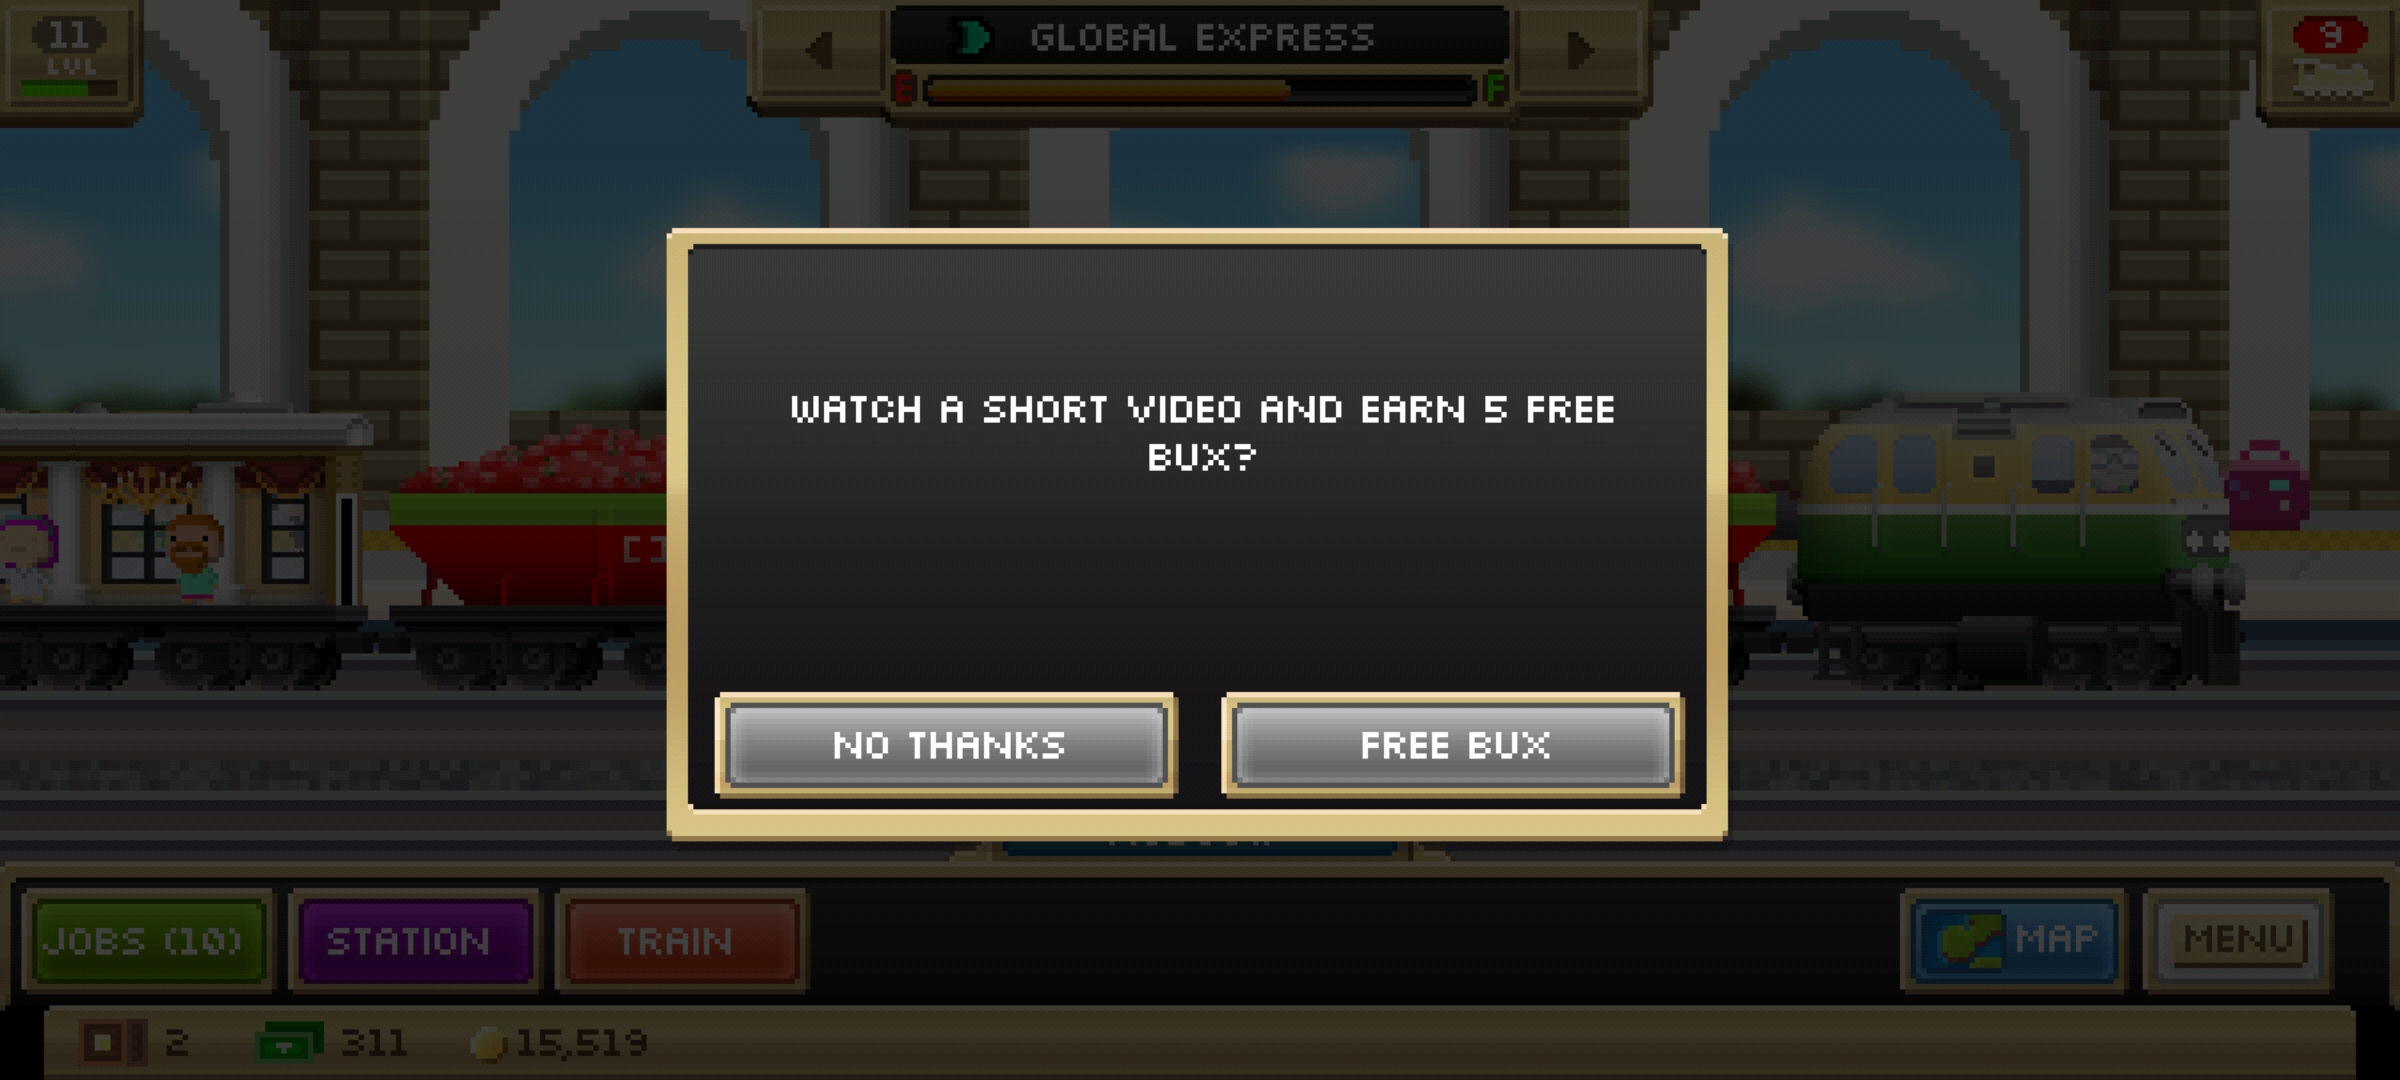 11
LVL
GLOBAL EXPRESS
E F
9
WATCH A SHORT VIDEO AND EARN 5 FREE
BUX?
NO THANKS
FREE BUX
JOBS (10)
STATION
TRAIN
MAP
MENU
2
311
15,519